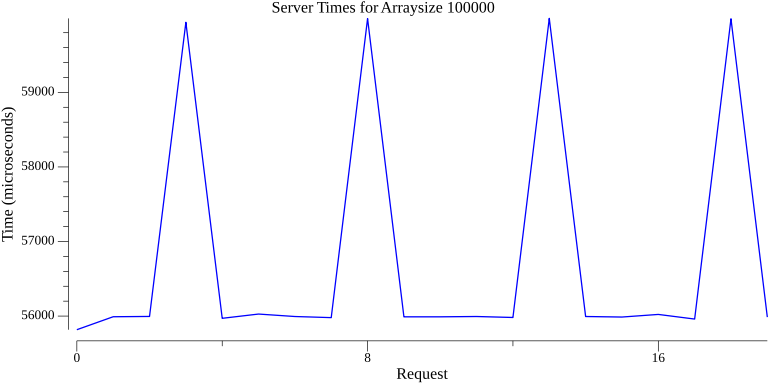 Server Times for Arraysize 100000
59000
58000
57000
56000
Time (microseconds)
0 8 16
Request